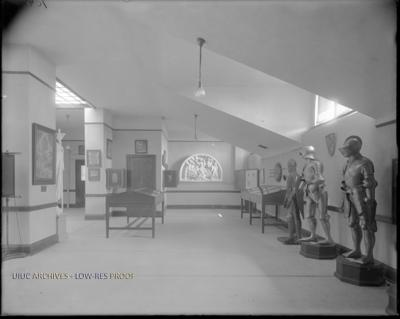 UIUC ARCHIVES - LOW-RES PROOF